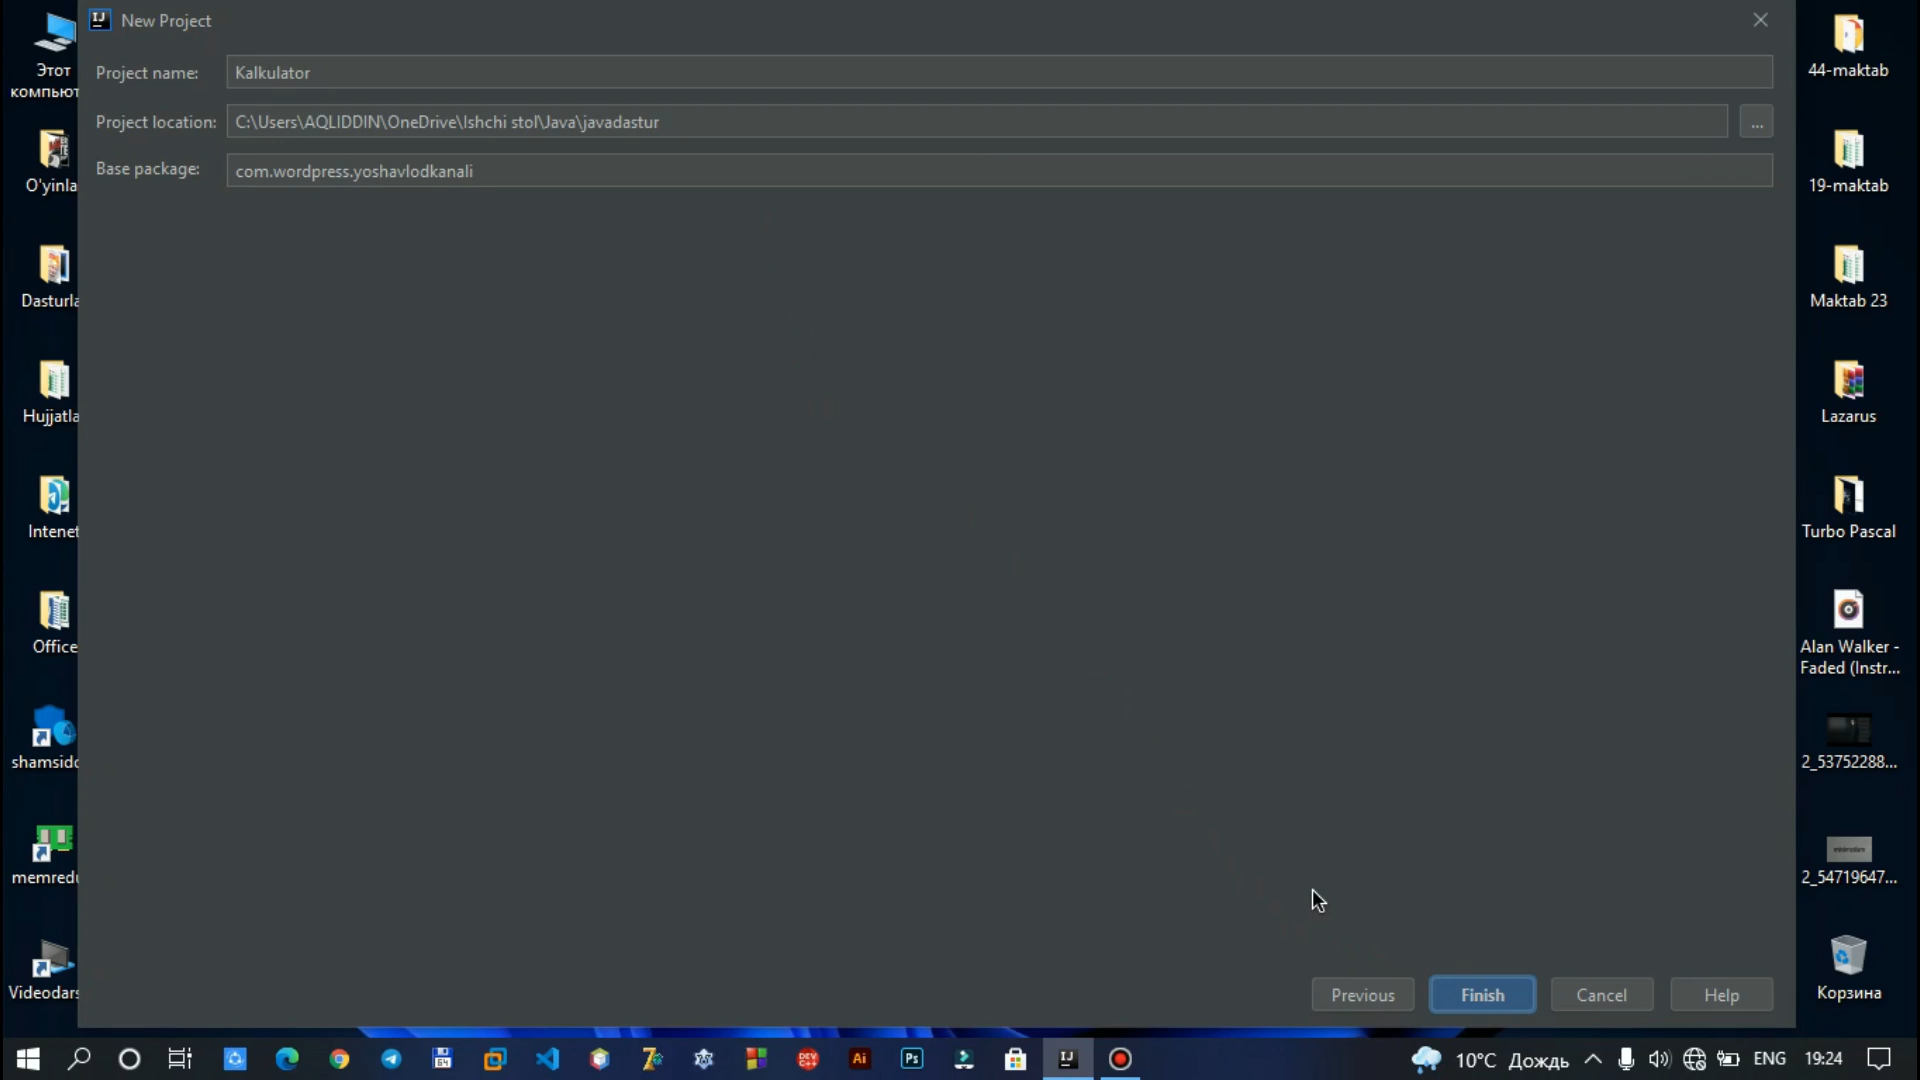 New Project
Project name:
Kalkulator
Project location:
C:\Users\AQLIDDIN\OneDrive\Ishchi stol\Java\javadastur
...
Base package:
com.wordpress.yoshavlodkanali
Previous
Finish
Cancel
Help
Этот
компьют
O'yinla
Dasturla
Hujjatla
Intenet
Office
shamsidd
memredu
Videodars
44-maktab
19-maktab
Maktab 23
Lazarus
Turbo Pascal
Alan Walker -
Faded (Instr...
2_53752288...
2_54719647...
Корзина
10°C Дождь
ENG
19:24